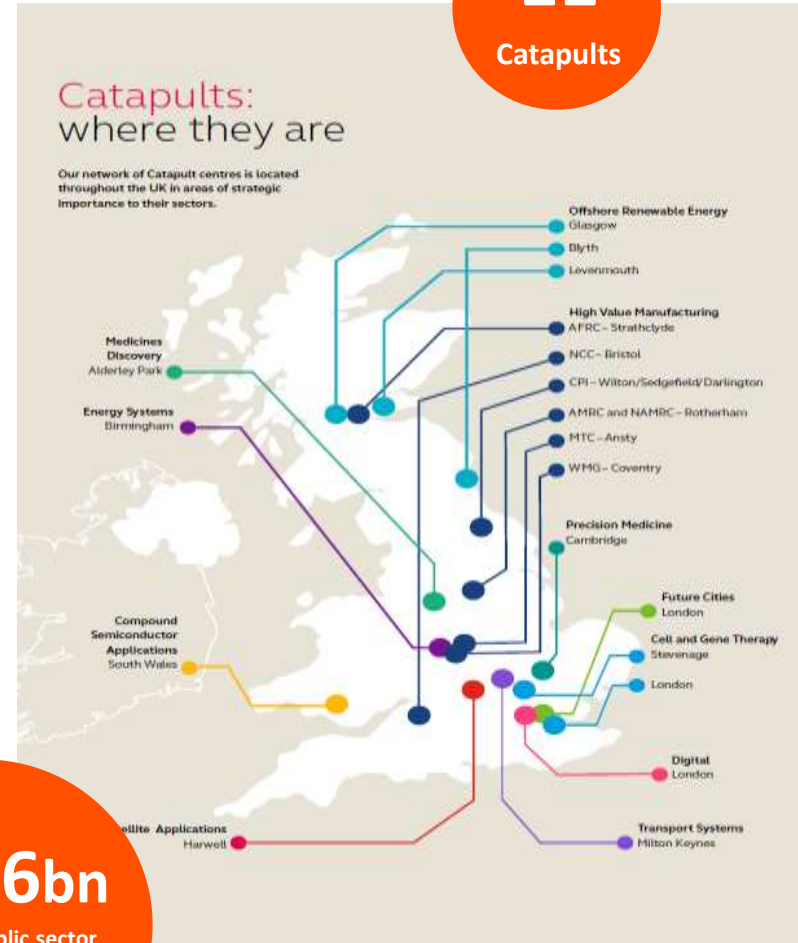 Catapults
Catapults:
where they are
Our network of Catapult centres is located
throughout the UK in areas of strategic
importance to their sectors.
Offshore Renewable Energy
Glasgow
Blyth
Levenmouth
High Value Manufacturing
AFRC – Strathclyde
NCC – Bristol
CPI – Wilton/Sedgefield/Darlington
AMRC and NAMRC – Rotherham
MTC – Ansty
WMG – Coventry
Medicines
Discovery
Alderley Park
Energy Systems
Birmingham
Precision Medicine
Cambridge
Future Cities
London
Cell and Gene Therapy
Stevenage
London
Compound
Semiconductor
Applications
South Wales
Digital
London
Applications
Harwell
Transport Systems
Milton Keynes
6bn
sector